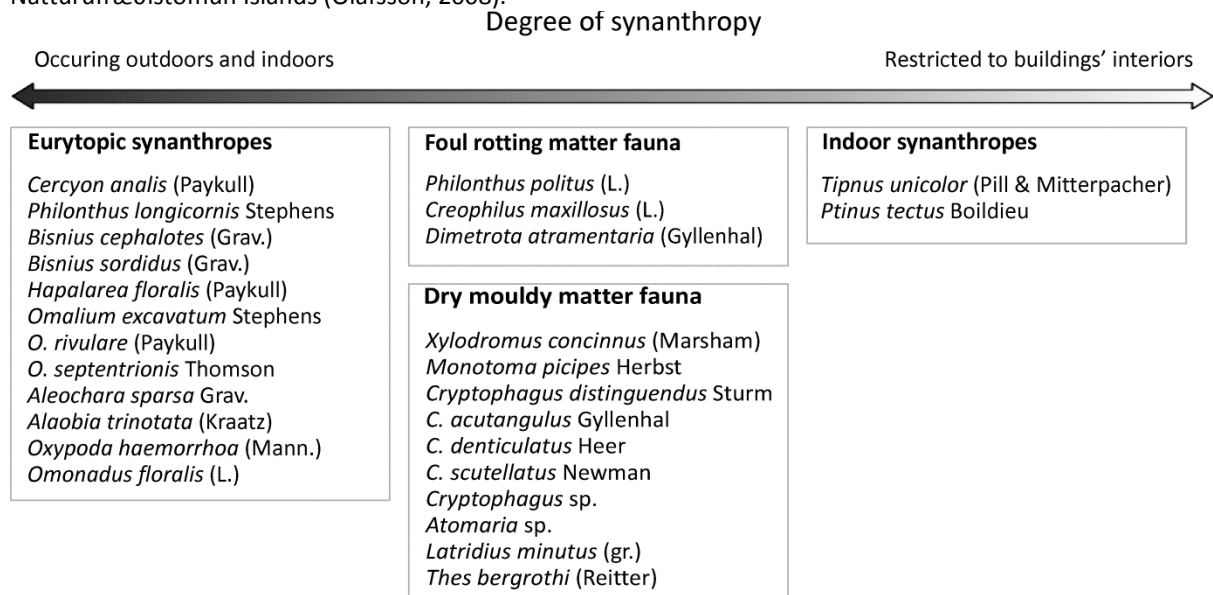 Náttúrufræðistofnun Íslands (Ólafsson, 2008).
Degree of synanthropy
Occuring outdoors and indoors
Restricted to buildings' interiors
Eurytopic synanthropes
Cercyon analis (Paykull)
Philonthus longicornis Stephens
Bisnius cephalotes (Grav.)
Bisnius sordidus (Grav.)
Hapalarea floralis (Paykull)
Omalium excavatum Stephens
O. rivulare (Paykull)
O. septentrionis Thomson
Aleochara sparsa Grav.
Alaobia trinotata (Kraatz)
Oxypoda haemorrhoa (Mann.)
Omonadus floralis (L.)
Foul rotting matter fauna
Philonthus politus (L.)
Creophilus maxillosus (L.)
Dimetrota atramentaria (Gyllenhal)
Dry mouldy matter fauna
Xylodromus concinnus (Marsham)
Monotoma picipes Herbst
Cryptophagus distinguendus Sturm
C. acutangulus Gyllenhal
C. denticulatus Heer
C. scutellatus Newman
Cryptophagus sp.
Atomaria sp.
Latridius minutus (gr.)
Thes bergrothi (Reitter)
Indoor synanthropes
Tipnus unicolor (Pill & Mitterpacher)
Ptinus tectus Boildieu